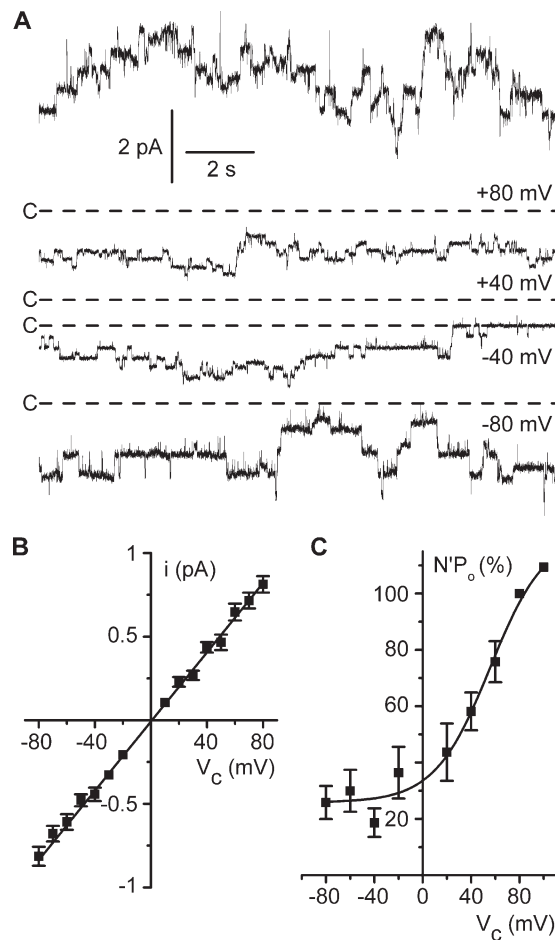 A
2 pA
2 s
+80 mV
C
+40 mV
C
C
-40 mV
C
-80 mV
B
1
i (pA)
0.5
-80 -40 40 80
V_C (mV)
-0.5
-1
C
N'P_o (%)
100
80
60
40
20
-80 -40 0 40 80
V_C (mV)